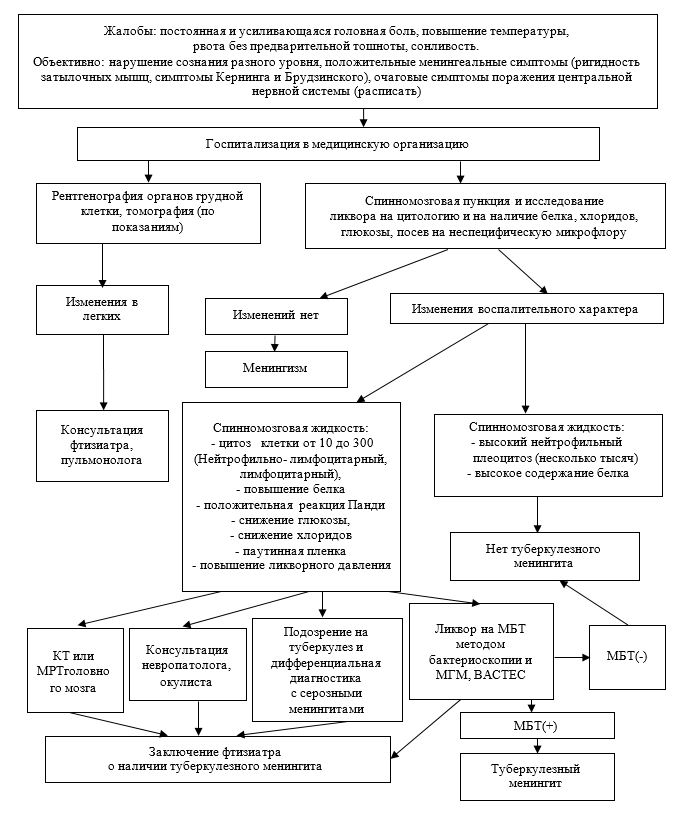 Жалобы: постоянная и усиливающаяся головная боль, повышение температуры,
рвота без предварительной тошноты, сонливость.
Объективно: нарушение сознания разного уровня, положительные менингеальные симптомы (ригидность
затылочных мышц, симптомы Кернинга и Брудзинского), очаговые симптомы поражения центральной
нервной системы (расписать)
Госпитализация в медицинскую организацию
Рентгенография органов грудной
клетки, томография (по
показаниям)
Спинномозговая пункция и исследование
ликвора на цитологию и на наличие белка, хлоридов,
глюкозы, посев на неспецифическую микрофлору
Изменения в
легких
Изменений нет
Изменения воспалительного характера
Менингизм
Консультация
фтизиатра,
пульмонолога
Спинномозговая жидкость:
- цитоз клетки от 10 до 300
(Нейтрофильно- лимфоцитарный,
лимфоцитарный),
- повышение белка
- положительная реакция Панди
- снижение глюкозы,
- снижение хлоридов
- паутинная пленка
- повышение ликворного давления
Спинномозговая жидкость:
- высокий нейтрофильный
плеоцитоз (несколько тысяч)
- высокое содержание белка
Нет туберкулезного
менингита
КТ или
МРТголовно
го мозга
Консультация
невропатолога,
окулиста
Подозрение на
туберкулез и
дифференциальная
диагностика
с серозными
менингитами
Ликвор на МБТ
методом
бактериоскопии и
МГМ, ВАСТЕС
МБТ(-)
МБТ(+)
Заключение фтизиатра
о наличии туберкулезного менингита
Туберкулезный
менингит